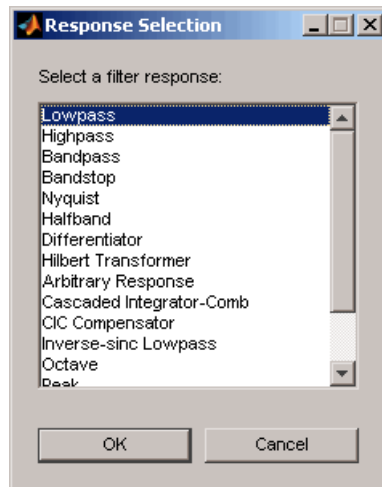 Response Selection
Select a filter response:
Lowpass
Highpass
Bandpass
Bandstop
Nyquist
Halfband
Differentiator
Hilbert Transformer
Arbitrary Response
Cascaded Integrator-Comb
CIC Compensator
Inverse-sinc Lowpass
Octave
Peak
OK Cancel